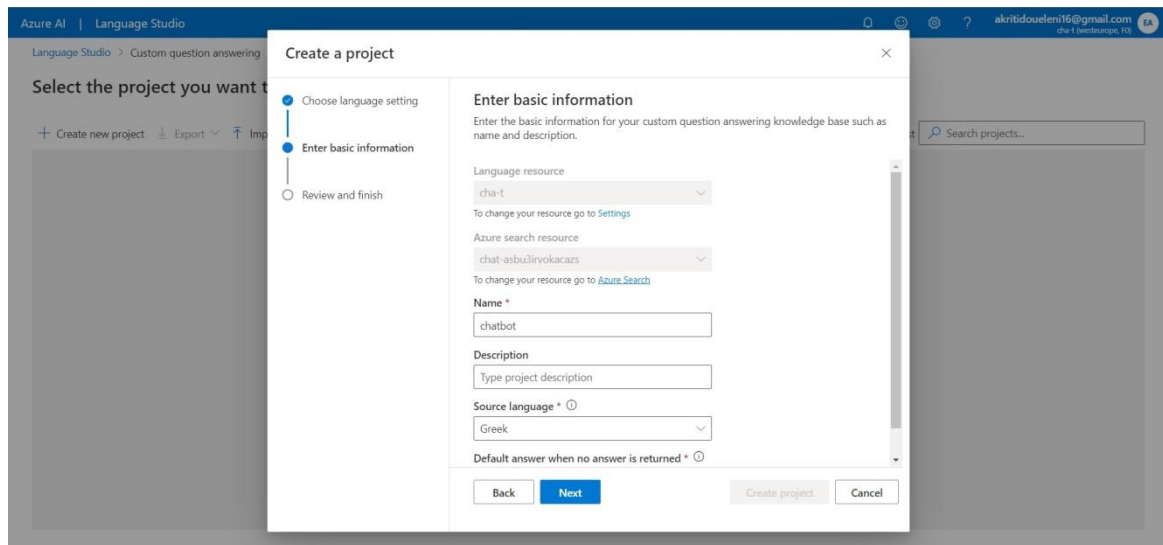 Azure AI | Language Studio
akritidoueleni16@gmail.com
cha-t (westeurope, F0)
EA
Language Studio > Custom question answering
Select the project you want t
+ Create new project
Export
Imp
Search projects...
Create a project
Choose language setting
Enter basic information
Review and finish
Enter basic information
Enter the basic information for your custom question answering knowledge base such as
name and description.
Language resource
cha-t
To change your resource go to Settings
Azure search resource
chat-asbu3irvokacazs
To change your resource go to Azure Search
Name *
chatbot
Description
Type project description
Source language *
Greek
Default answer when no answer is returned *
Back
Next
Create project
Cancel